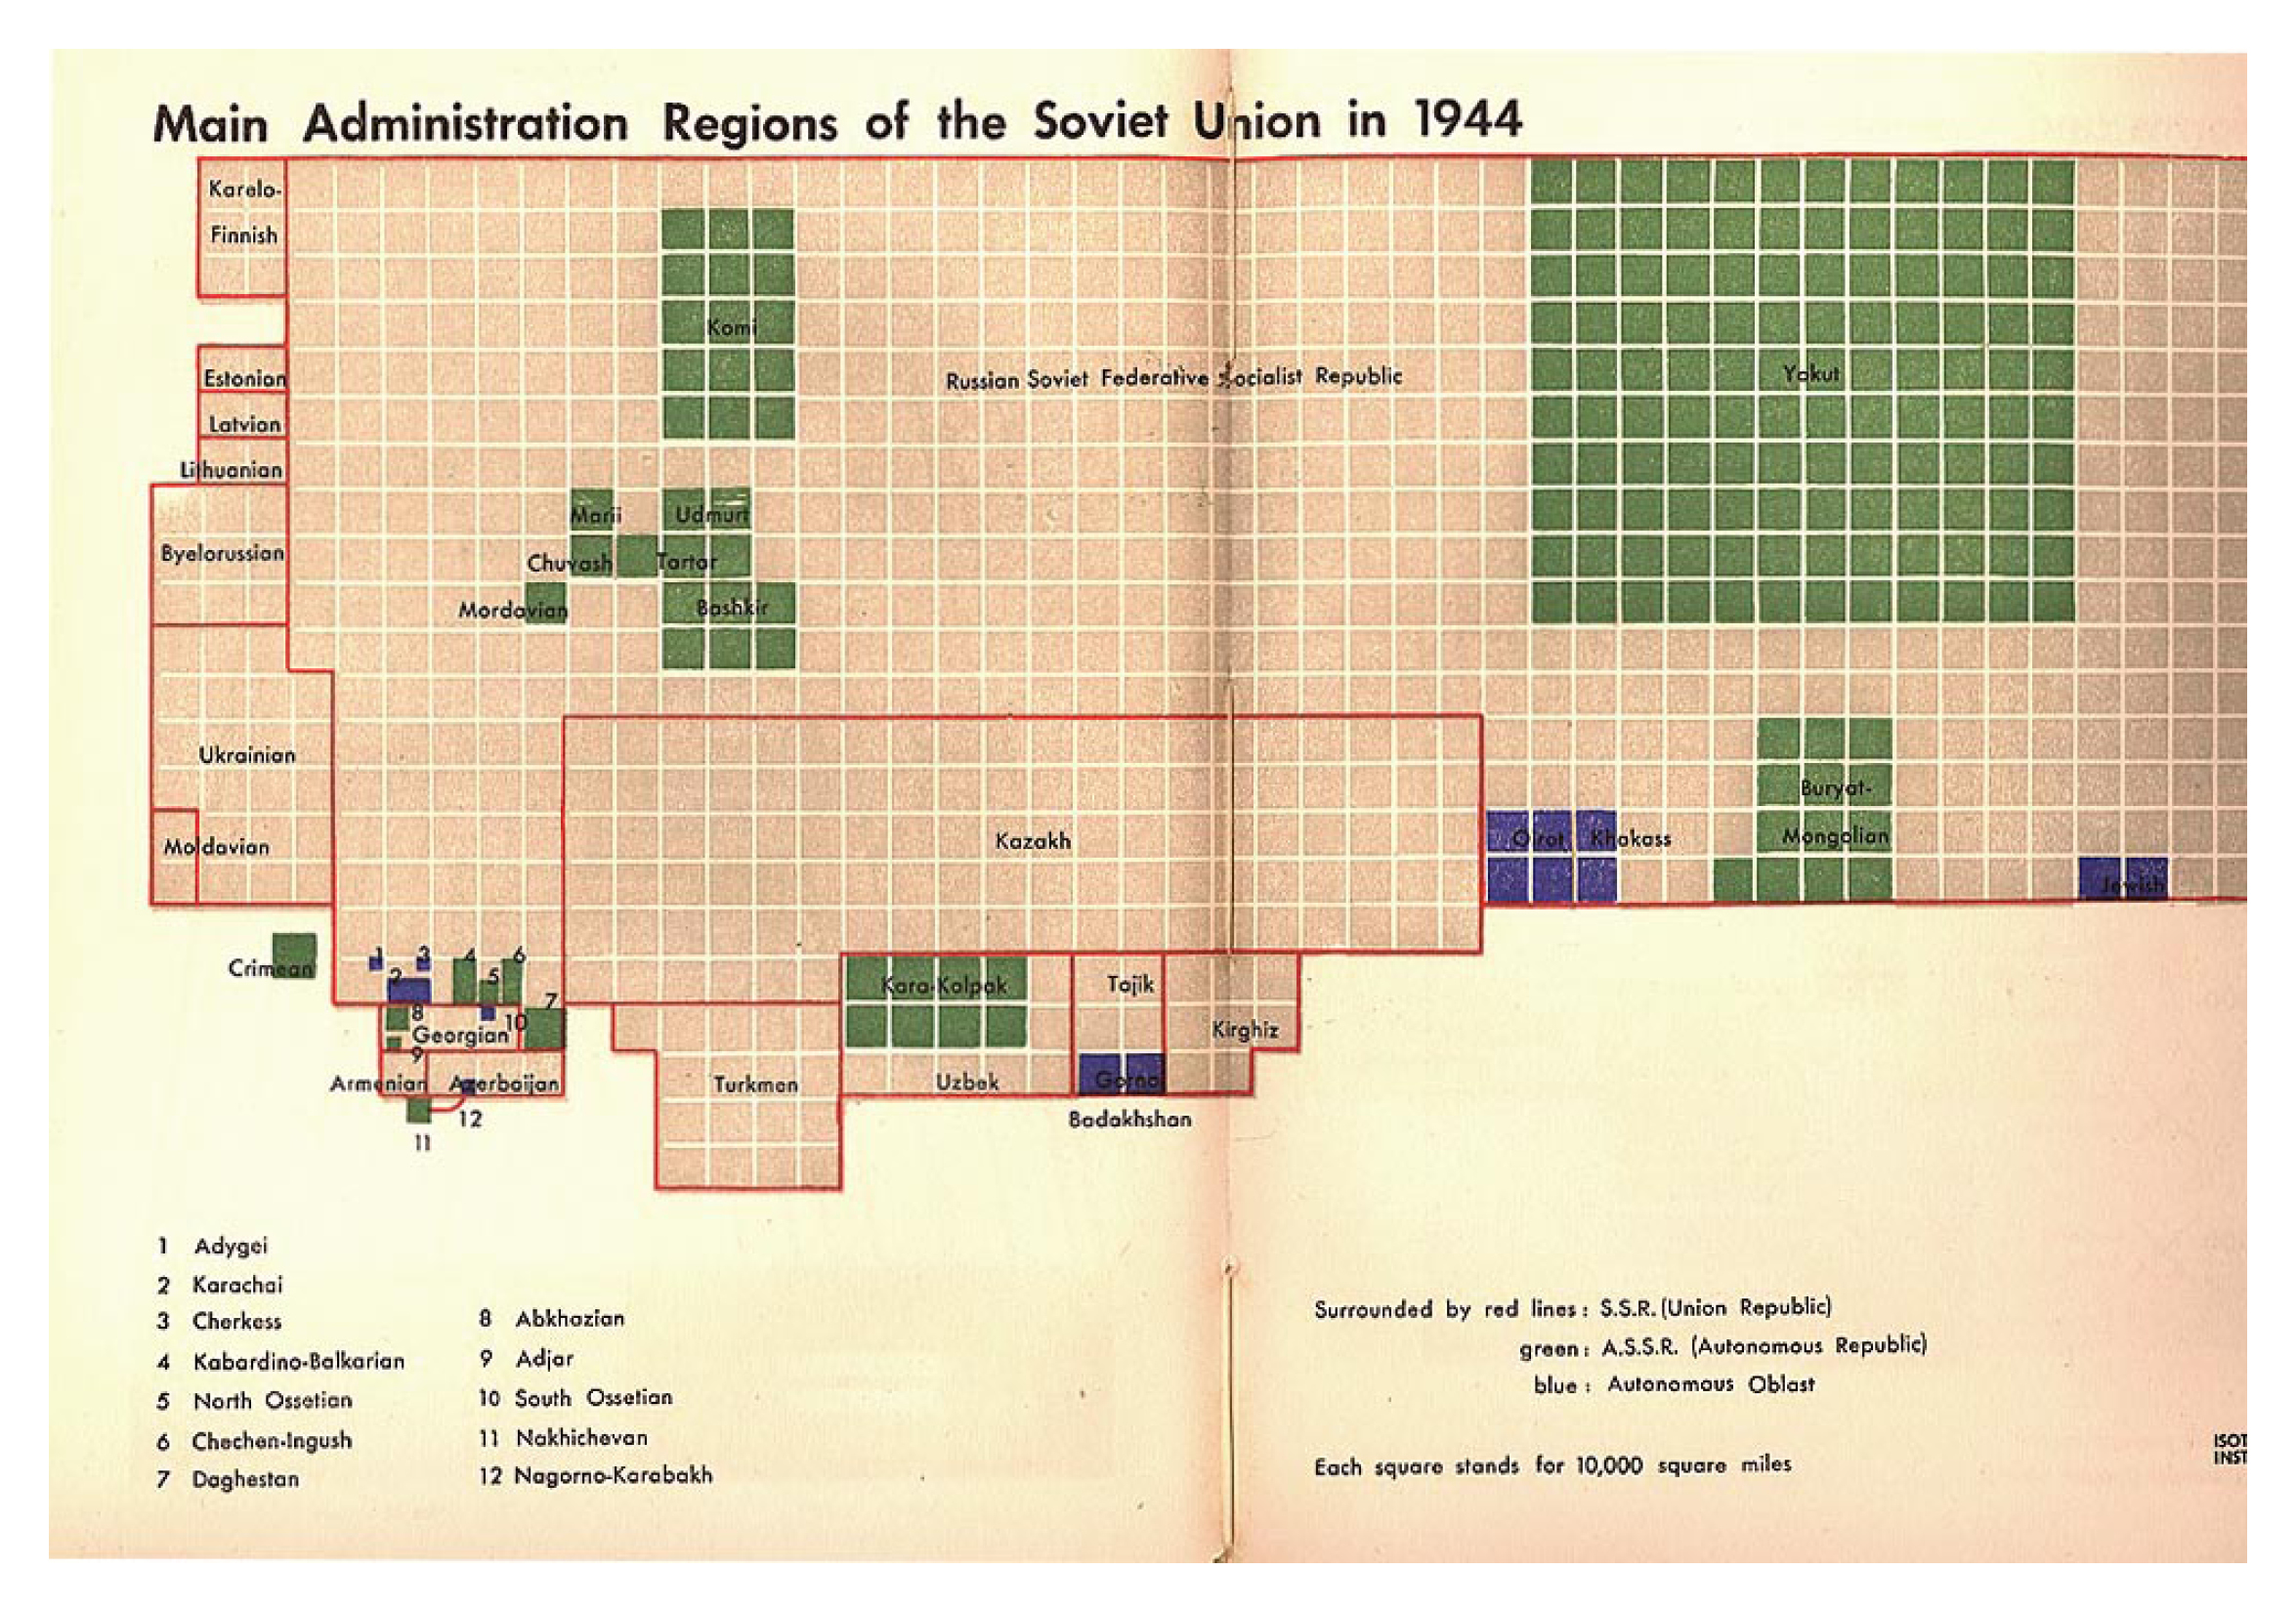 Main Administration Regions of the Soviet Union in 1944
Karelo-
Finnish
Komi
Estonian
Russian Soviet Federative Socialist Republic
Yakut
Latvian
Lithuanian
Marii
Udmurt
Byelorussian
Chuvash
Tartar
Mordavian
Bashkir
Ukrainian
Buryat-
Mongolian
Moldavian
Kazakh
Oirot
Khakass
Jewish
Crimean
1
2
3
4
5
6
7
8
Georgian
10
9
Kara-Kalpak
Tajik
Kirghiz
Armenian
Azerbaijan
Turkmen
Uzbek
Gorno
Badakhshan
12
11
1 Adygei
2 Karachai
3 Cherkess
4 Kabardino-Balkarian
5 North Ossetian
6 Chechen-Ingush
7 Daghestan
8 Abkhazian
9 Adjar
10 South Ossetian
11 Nakhichevan
12 Nagorno-Karabakh
Surrounded by red lines: S.S.R. (Union Republic)
green: A.S.S.R. (Autonomous Republic)
blue: Autonomous Oblast
Each square stands for 10,000 square miles
ISOT
INST